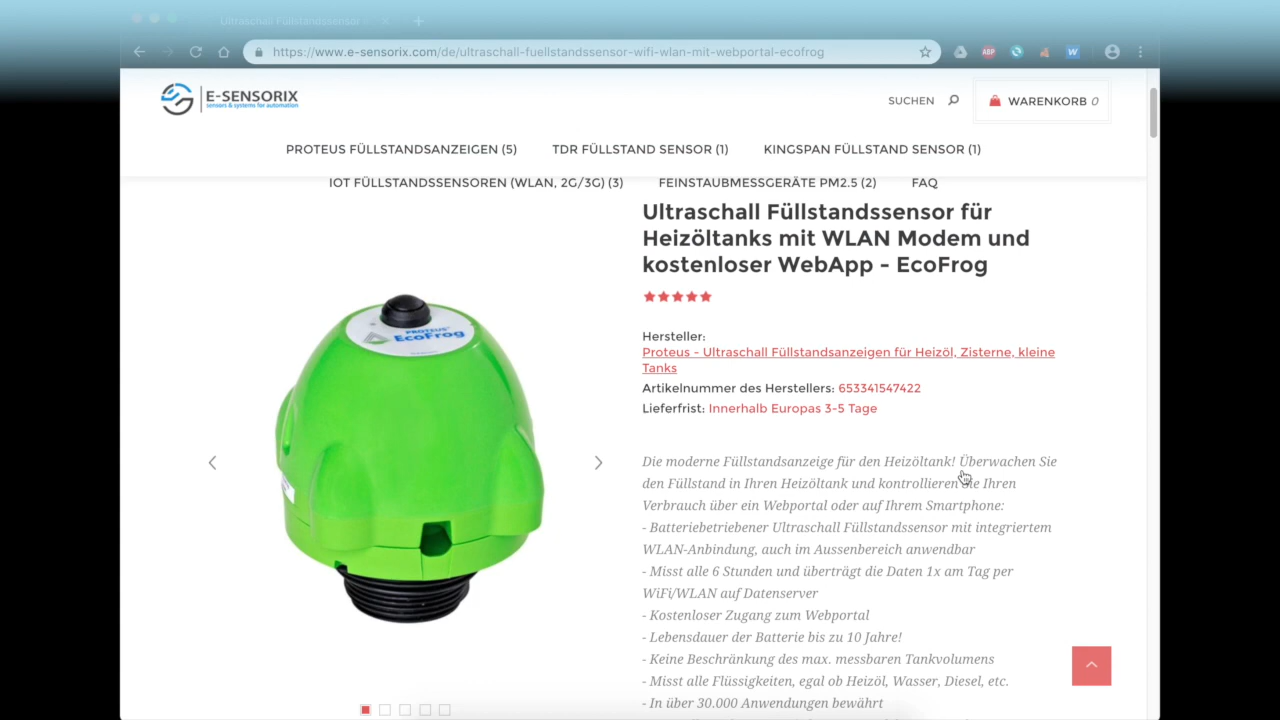 Ultraschall Füllstandssensor
https://www.e-sensorix.com/de/ultraschall-fuellstandssensor-wifi-wlan-mit-webportal-ecofrog
ABP
W
E-SENSORIX
sensors & systems for automation
SUCHEN
WARENKORB 0
PROTEUS FÜLLSTANDSANZEIGEN (5) TDR FÜLLSTAND SENSOR (1) KINGSPAN FÜLLSTAND SENSOR (1)
IOT FÜLLSTANDSSENSOREN (WLAN, 2G/3G) (3) FEINSTAUBMESSGERÄTE PM2.5 (2) FAQ
PROTEUS
EcoFrog
Ultraschall Füllstandssensor für
Heizöltanks mit WLAN Modem und
kostenloser WebApp - EcoFrog
Hersteller:
Proteus - Ultraschall Füllstandsanzeigen für Heizöl, Zisterne, kleine
Tanks
Artikelnummer des Herstellers: 653341547422
Lieferfrist: Innerhalb Europas 3-5 Tage
Die moderne Füllstandsanzeige für den Heizöltank! Überwachen Sie
den Füllstand in Ihren Heizöltank und kontrollieren Sie Ihren
Verbrauch über ein Webportal oder auf Ihrem Smartphone:
- Batteriebetriebener Ultraschall Füllstandssensor mit integriertem
WLAN-Anbindung, auch im Aussenbereich anwendbar
- Misst alle 6 Stunden und überträgt die Daten 1x am Tag per
WiFi/WLAN auf Datenserver
- Kostenloser Zugang zum Webportal
- Lebensdauer der Batterie bis zu 10 Jahre!
- Keine Beschränkung des max. messbaren Tankvolumens
- Misst alle Flüssigkeiten, egal ob Heizöl, Wasser, Diesel, etc.
- In über 30.000 Anwendungen bewährt